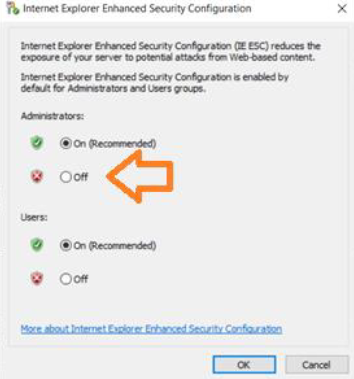 Internet Explorer Enhanced Security Configuration
Internet Explorer Enhanced Security Configuration (IE ESC) reduces the
exposure of your server to potential attacks from Web-based content.
Internet Explorer Enhanced Security Configuration is enabled by
default for Administrators and Users groups.
Administrators:
On (Recommended)
Off
Users:
On (Recommended)
Off
More about Internet Explorer Enhanced Security Configuration
OK
Cancel